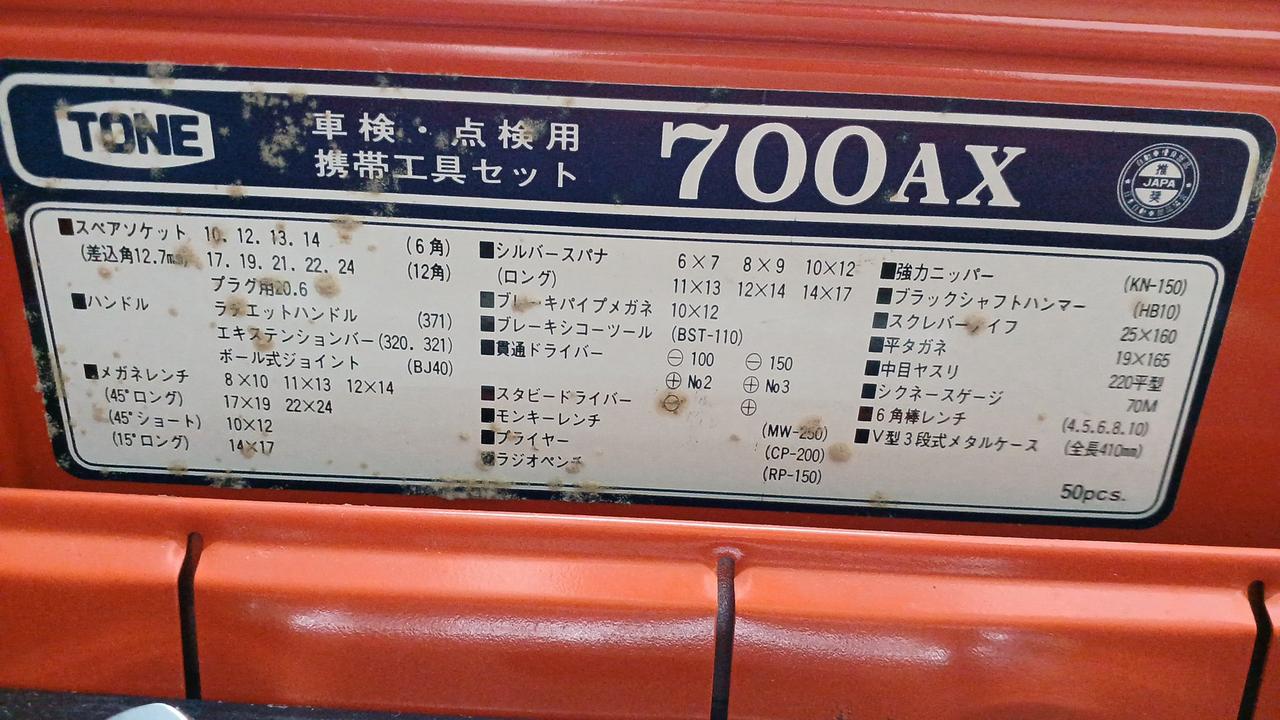 TONE
車検・点検用
携帯工具セット
700AX
推
JAPA
奨
■スペアソケット 10. 12. 13. 14 (6角)
(差込角12.7mm) 17. 19. 21. 22. 24 (12角)
プラグ用20.6
■ハンドル ラチェットハンドル (371)
エキステンションバー (320. 321)
ボール式ジョイント (BJ40)
■メガネレンチ 8×10 11×13 12×14
(45°ロング) 17×19 22×24
(45°ショート) 10×12
(15°ロング) 14×17
■シルバースパナ 6×7 8×9 10×12
(ロング) 11×13 12×14 14×17
■ブレーキパイプメガネ 10×12
■ブレーキシューツール (BST-110)
■貫通ドライバー ⊖ 100 ⊖ 150
⊕ No2 ⊕ No3
■スタビードライバー ⊖ ⊕
■モンキーレンチ (MW-250)
■プライヤー (CP-200)
■ラジオペンチ (RP-150)
■強力ニッパー (KN-150)
■ブラックシャフトハンマー (HB10)
■スクレバーナイフ 25×160
■平タガネ 19×165
■中目ヤスリ 220平型
■シクネスゲージ 70M
■6角棒レンチ (4.5.6.8.10)
■V型3段式メタルケース (全長410mm)
50pcs.